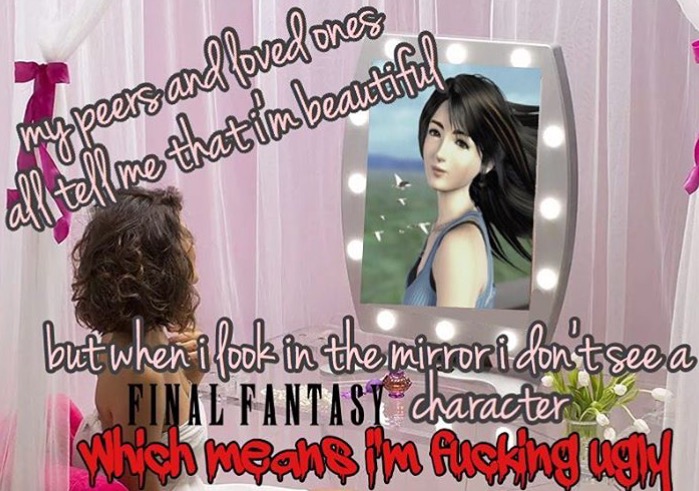 my peers and loved ones
all tell me that i'm beautiful
but when i look in the mirror i don't see a
FINAL FANTASY character
Which means i'm fucking ugly